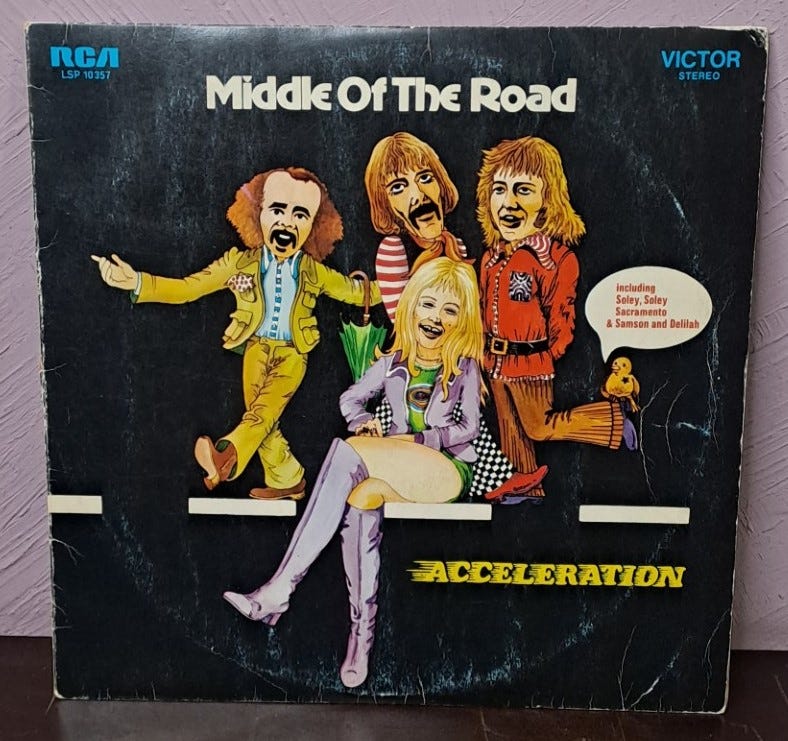 RCA
LSP 10357
VICTOR
STEREO
Middle Of The Road
including
Soley, Soley
Sacramento
& Samson and Delilah
ACCELERATION